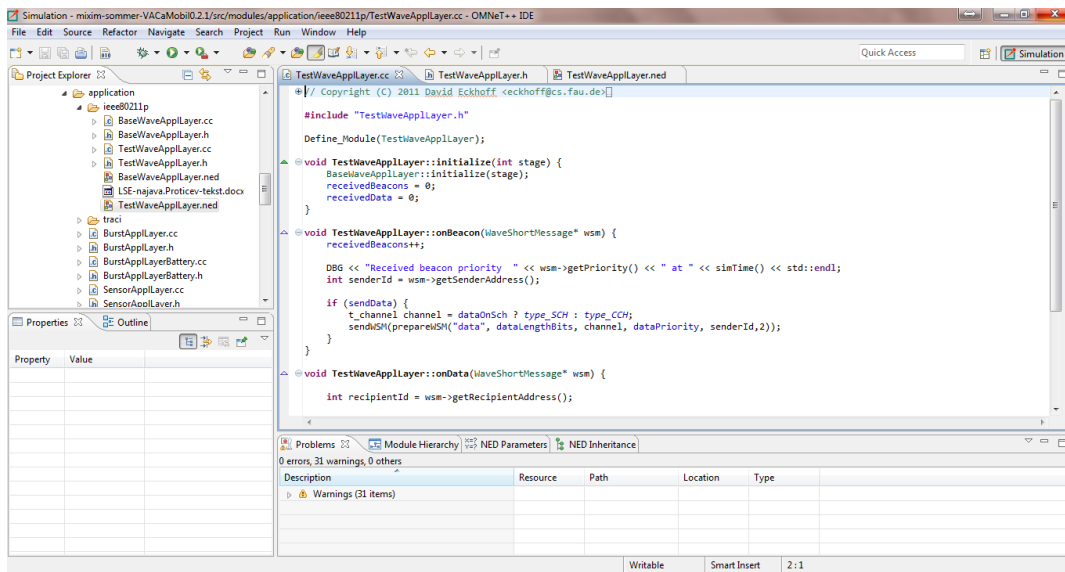 Simulation - mixim-sommer-VACaMobil0.2.1/src/modules/application/ieee80211p/TestWaveApplLayer.cc - OMNeT++ IDE
File Edit Source Refactor Navigate Search Project Run Window Help
Quick Access
Simulation
Project Explorer
application
ieee80211p
BaseWaveApplLayer.cc
BaseWaveApplLayer.h
TestWaveApplLayer.cc
TestWaveApplLayer.h
BaseWaveApplLayer.ned
LSE-najava.Proticev-tekst.docx
TestWaveApplLayer.ned
traci
BurstApplLayer.cc
BurstApplLayer.h
BurstApplLayerBattery.cc
BurstApplLayerBattery.h
SensorApplLayer.cc
SensorApplLayer.h
Properties Outline
Property Value
TestWaveApplLayer.cc TestWaveApplLayer.h TestWaveApplLayer.ned
// Copyright (C) 2011 David Eckhoff <eckhoff@cs.fau.de>
#include "TestWaveApplLayer.h"
Define_Module(TestWaveApplLayer);
void TestWaveApplLayer::initialize(int stage) {
BaseWaveApplLayer::initialize(stage);
receivedBeacons = 0;
receivedData = 0;
}
void TestWaveApplLayer::onBeacon(WaveShortMessage* wsm) {
receivedBeacons++;
DBG << "Received beacon priority  " << wsm->getPriority() << " at " << simTime() << std::endl;
int senderId = wsm->getSenderAddress();
if (sendData) {
t_channel channel = dataOnSch ? type_SCH : type_CCH;
sendWSM(prepareWSM("data", dataLengthBits, channel, dataPriority, senderId,2));
}
}
void TestWaveApplLayer::onData(WaveShortMessage* wsm) {
int recipientId = wsm->getRecipientAddress();
Problems Module Hierarchy NED Parameters NED Inheritance
0 errors, 31 warnings, 0 others
Description Resource Path Location Type
Warnings (31 items)
Writable Smart Insert 2:1